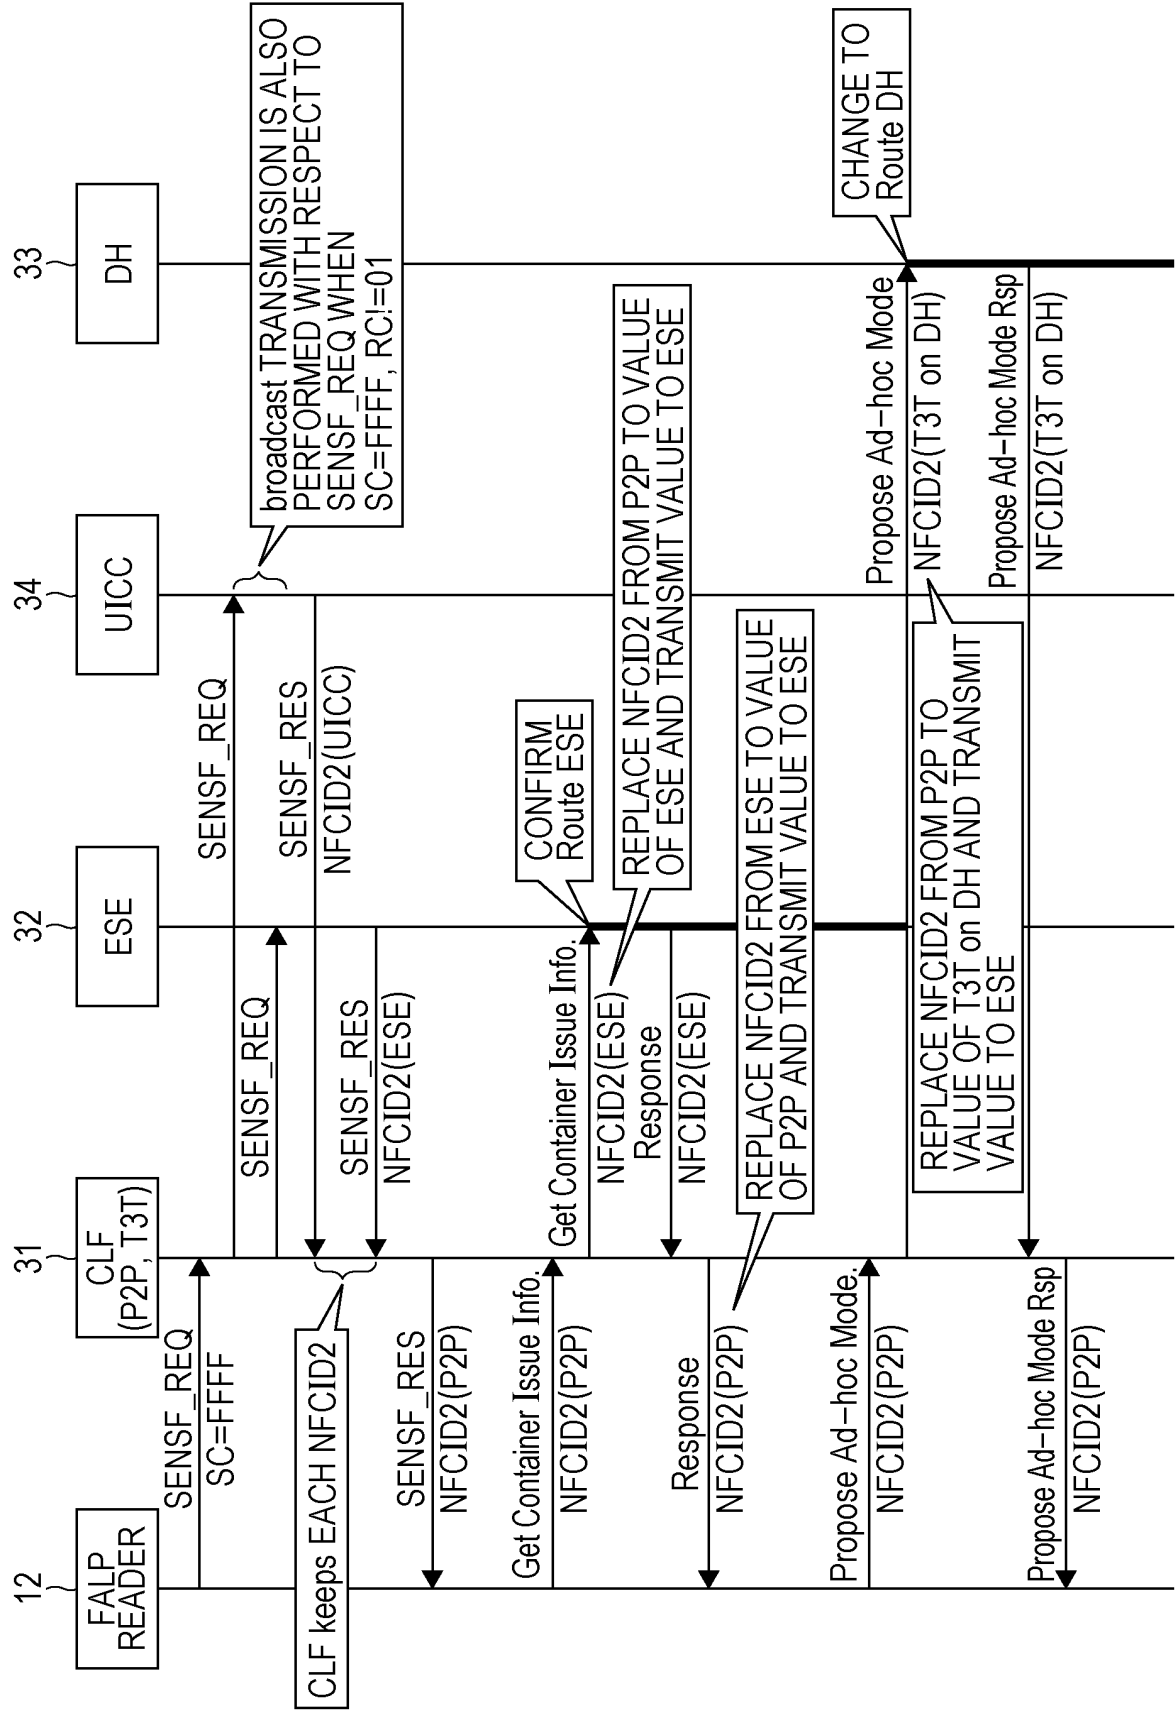 12
FALP
READER
31
CLF
(P2P, T3T)
32
ESE
34
UICC
33
DH
SENSF_REQ
SC=FFFF
SENSF_REQ
SENSF_REQ
broadcast TRANSMISSION IS ALSO
PERFORMED WITH RESPECT TO
SENSF_REQ WHEN
SC=FFFF, RC!=01
SENSF_RES
NFCID2(UICC)
SENSF_RES
NFCID2(ESE)
CLF keeps EACH NFCID2
SENSF_RES
NFCID2(P2P)
Get Container Issue Info.
NFCID2(P2P)
Get Container Issue Info.
NFCID2(ESE)
CONFIRM
Route ESE
REPLACE NFCID2 FROM P2P TO VALUE
OF ESE AND TRANSMIT VALUE TO ESE
Response
NFCID2(ESE)
Response
NFCID2(P2P)
REPLACE NFCID2 FROM ESE TO VALUE
OF P2P AND TRANSMIT VALUE TO ESE
Propose Ad-hoc Mode.
NFCID2(P2P)
Propose Ad-hoc Mode
NFCID2(T3T on DH)
CHANGE TO
Route DH
REPLACE NFCID2 FROM P2P TO
VALUE OF T3T on DH AND TRANSMIT
VALUE TO ESE
Propose Ad-hoc Mode Rsp
NFCID2(T3T on DH)
Propose Ad-hoc Mode Rsp
NFCID2(P2P)